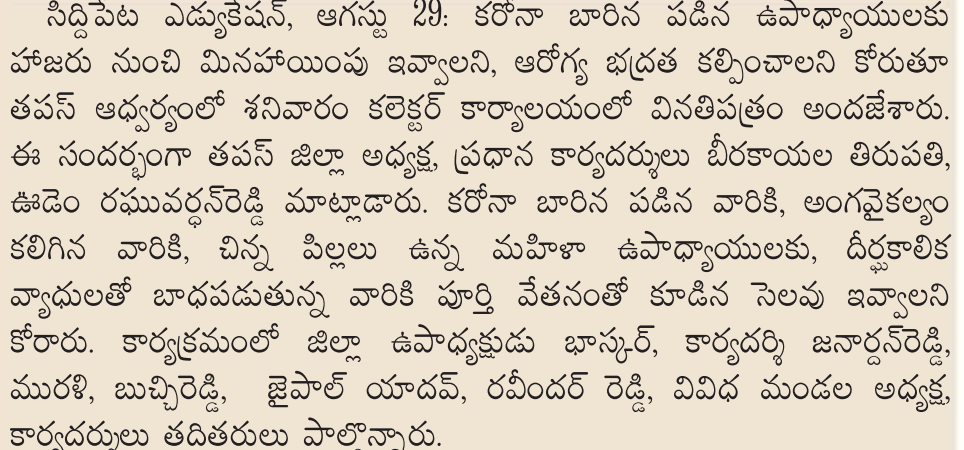 సిద్దిపేట ఎడ్యుకేషన్, ఆగస్టు 29: కరోనా బారిన పడిన ఉపాధ్యాయులకు
హాజరు నుంచి మినహాయింపు ఇవ్వాలని, ఆరోగ్య భద్రత కల్పించాలని కోరుతూ
తపస్ ఆధ్వర్యంలో శనివారం కలెక్టర్ కార్యాలయంలో వినతిపత్రం అందజేశారు.
ఈ సందర్భంగా తపస్ జిల్లా అధ్యక్ష, ప్రధాన కార్యదర్శులు బీరకాయల తిరుపతి,
ఊడెం రఘువర్ధన్‌రెడ్డి మాట్లాడారు. కరోనా బారిన పడిన వారికి, అంగవైకల్యం
కలిగిన వారికి, చిన్న పిల్లలు ఉన్న మహిళా ఉపాధ్యాయులకు, దీర్ఘకాలిక
వ్యాధులతో బాధపడుతున్న వారికి పూర్తి వేతనంతో కూడిన సెలవు ఇవ్వాలని
కోరారు. కార్యక్రమంలో జిల్లా ఉపాధ్యక్షుడు భాస్కర్, కార్యదర్శి జనార్దన్‌రెడ్డి,
మురళి, బుచ్చిరెడ్డి, జైపాల్ యాదవ్, రవీందర్ రెడ్డి, వివిధ మండల అధ్యక్ష,
కార్యదర్శులు తదితరులు పాల్గొన్నారు.